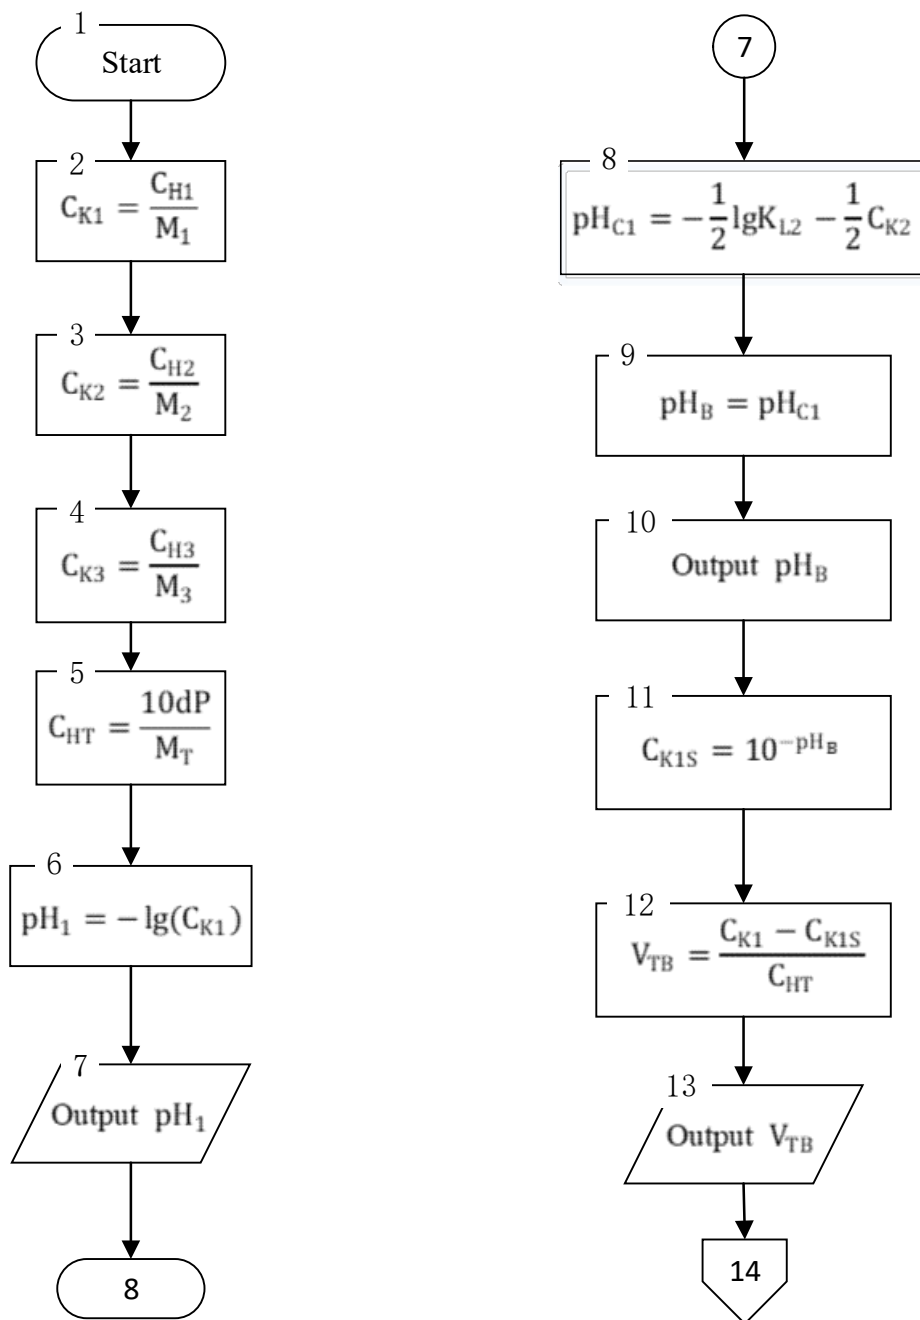 1
Start
2
C_K1 = C_H1 / M_1
3
C_K2 = C_H2 / M_2
4
C_K3 = C_H3 / M_3
5
C_HT = 10dP / M_T
6
pH_1 = − lg(C_K1)
7
Output pH_1
8
7
8
pH_C1 = − 1/2 lgK_L2 − 1/2 C_K2
9
pH_B = pH_C1
10
Output pH_B
11
C_K1S = 10^−pH_B
12
V_TB = C_K1 − C_K1S / C_HT
13
Output V_TB
14